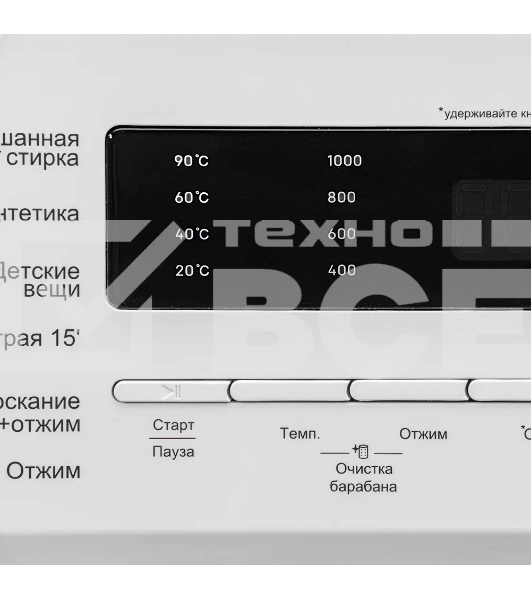 *удерживайте кн
шанная
стирка
90°C 1000
60°C 800
нтетика
40°C 600
ТЕХНО
Детские
вещи
20°C 400
ВСЕ
рая 15'
оскание
+отжим
Старт
Пауза
Темп.
Отжим
Отжим
Очистка
барабана